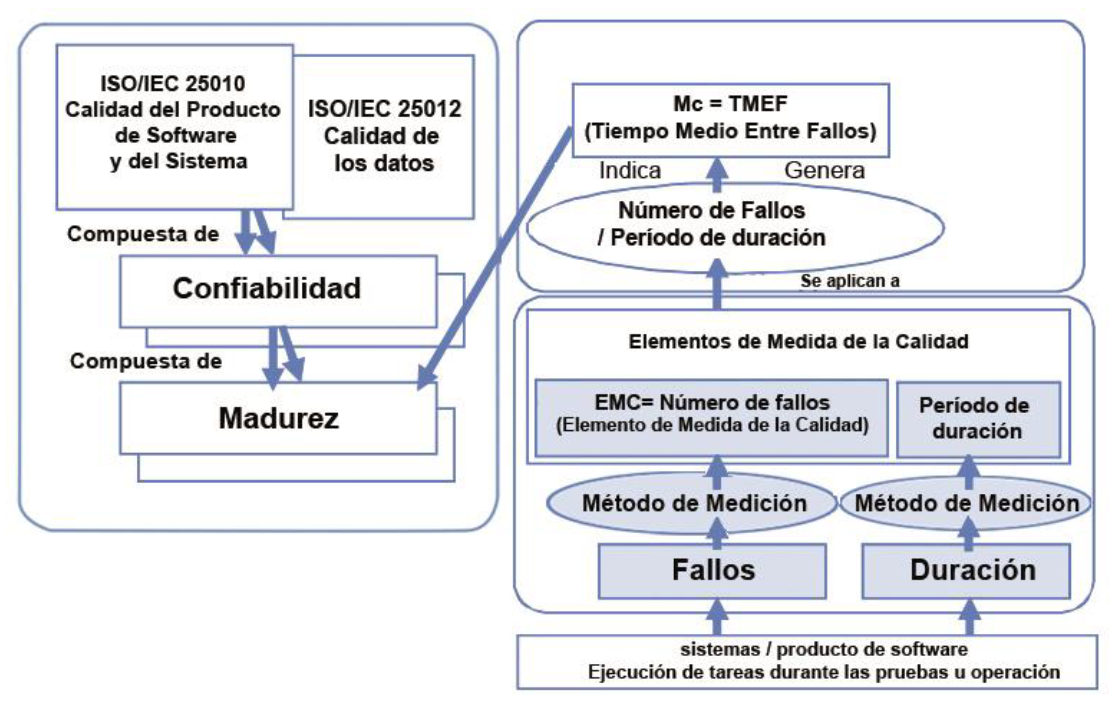 ISO/IEC 25010
Calidad del Producto
de Software
y del Sistema
ISO/IEC 25012
Calidad de
los datos
Compuesta de
Confiabilidad
Compuesta de
Madurez
Mc = TMEF
(Tiempo Medio Entre Fallos)
Indica
Genera
Número de Fallos
/ Período de duración
Se aplican a
Elementos de Medida de la Calidad
EMC= Número de fallos
(Elemento de Medida de la Calidad)
Período de
duración
Método de Medición
Método de Medición
Fallos
Duración
sistemas / producto de software
Ejecución de tareas durante las pruebas u operación